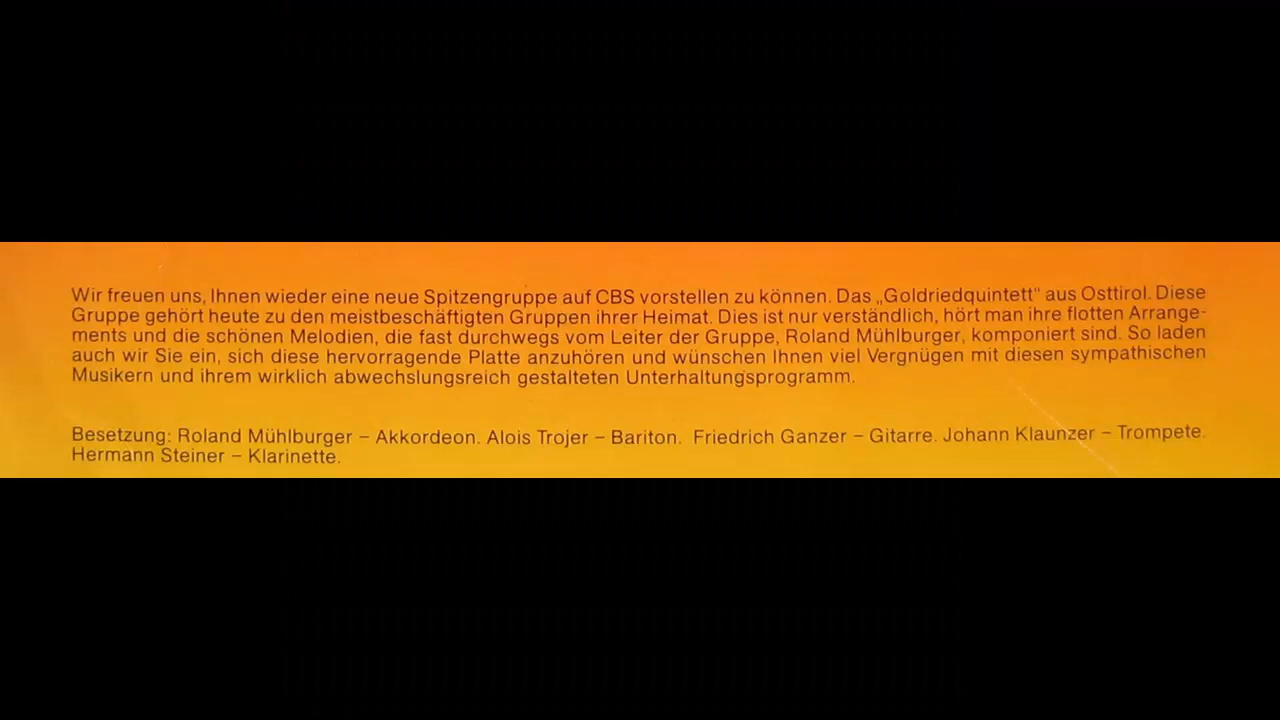 Wir freuen uns, Ihnen wieder eine neue Spitzengruppe auf CBS vorstellen zu können. Das „Goldriedquintett“ aus Osttirol. Diese
Gruppe gehört heute zu den meistbeschäftigten Gruppen ihrer Heimat. Dies ist nur verständlich, hört man ihre flotten Arrange-
ments und die schönen Melodien, die fast durchwegs vom Leiter der Gruppe, Roland Mühlburger, komponiert sind. So laden
auch wir Sie ein, sich diese hervorragende Platte anzuhören und wünschen Ihnen viel Vergnügen mit diesen sympathischen
Musikern und ihrem wirklich abwechslungsreich gestalteten Unterhaltungsprogramm.
Besetzung: Roland Mühlburger – Akkordeon. Alois Trojer – Bariton. Friedrich Ganzer – Gitarre. Johann Klaunzer – Trompete.
Hermann Steiner – Klarinette.